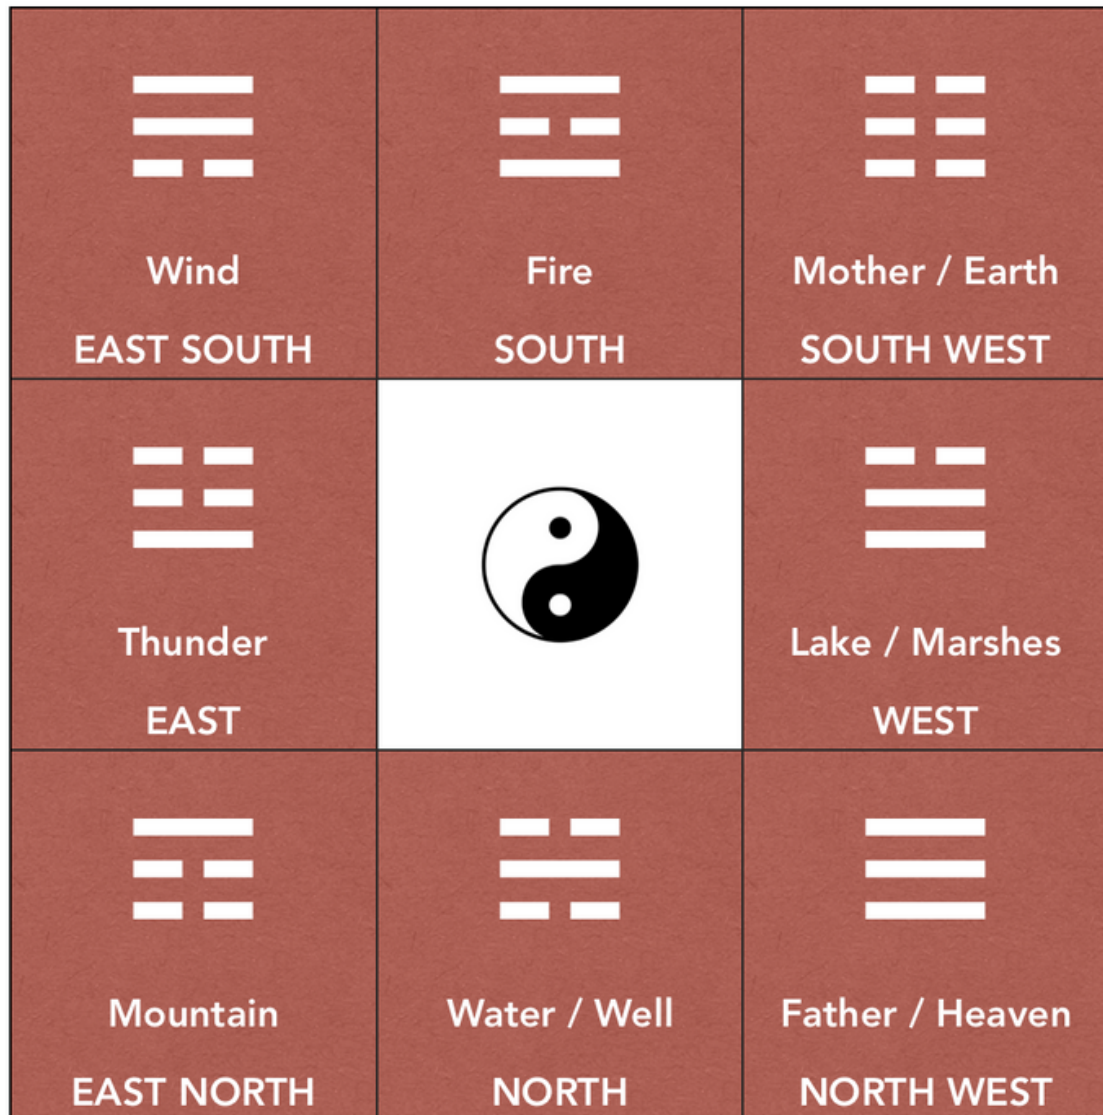 Wind
EAST SOUTH
Fire
SOUTH
Mother / Earth
SOUTH WEST
Thunder
EAST
Lake / Marshes
WEST
Mountain
EAST NORTH
Water / Well
NORTH
Father / Heaven
NORTH WEST